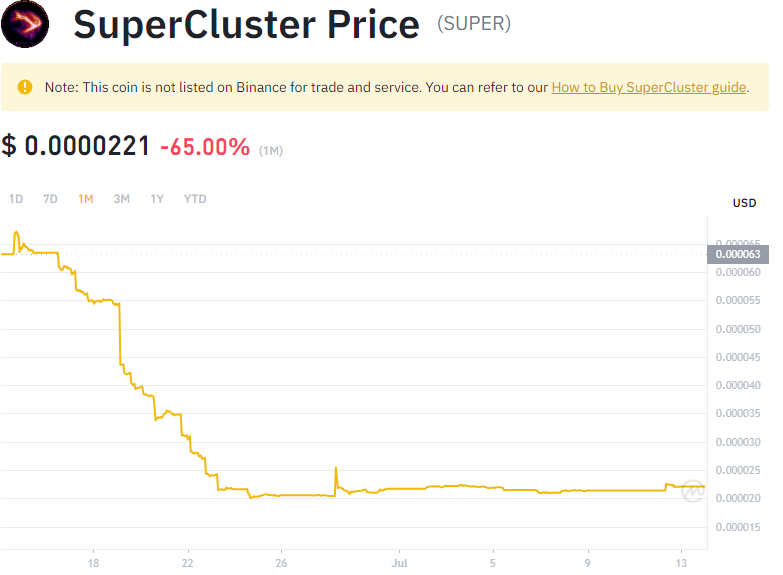 SuperCluster Price (SUPER)
Note: This coin is not listed on Binance for trade and service. You can refer to our How to Buy SuperCluster guide.
$ 0.0000221 -65.00% (1M)
1D 7D 1M 3M 1Y YTD
USD
0.000065
0.000063
0.000060
0.000055
0.000050
0.000045
0.000040
0.000035
0.000030
0.000025
0.000020
0.000015
18 22 26 Jul 5 9 13